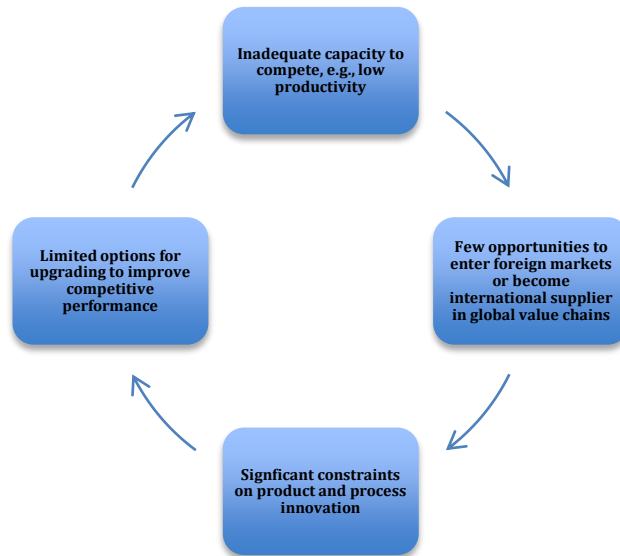 Inadequate capacity to
compete, e.g., low
productivity
Few opportunities to
enter foreign markets
or become
international supplier
in global value chains
Signficant constraints
on product and process
innovation
Limited options for
upgrading to improve
competitive
performance